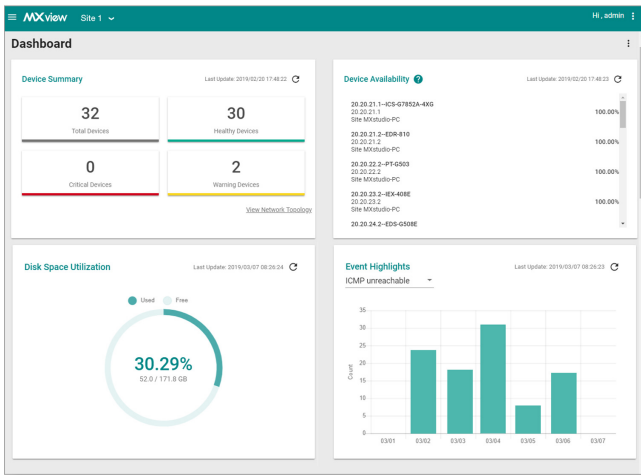 MXview Site 1 Hi , admin
Dashboard
Device Summary Last Update: 2019/02/20 17:48:22
32
Total Devices
30
Healthy Devices
0
Critical Devices
2
Warning Devices
View Network Topology
Device Availability ? Last Update: 2019/02/20 17:48:23
20.20.21.1--ICS-G7852A-4XG
20.20.21.1 100.00%
Site MXstudio-PC
20.20.21.2--EDR-810
20.20.21.2 100.00%
Site MXstudio-PC
20.20.22.2--PT-G503
20.20.22.2 100.00%
Site MXstudio-PC
20.20.23.2--IEX-408E
20.20.23.2 100.00%
Site MXstudio-PC
20.20.24.2--EDS-G508E
Disk Space Utilization Last Update: 2019/03/07 08:26:24
Used Free
30.29%
52.0 / 171.8 GB
Event Highlights Last Update: 2019/03/07 08:26:23
ICMP unreachable
Count
35
30
25
20
15
10
5
0
03/01 03/02 03/03 03/04 03/05 03/06 03/07